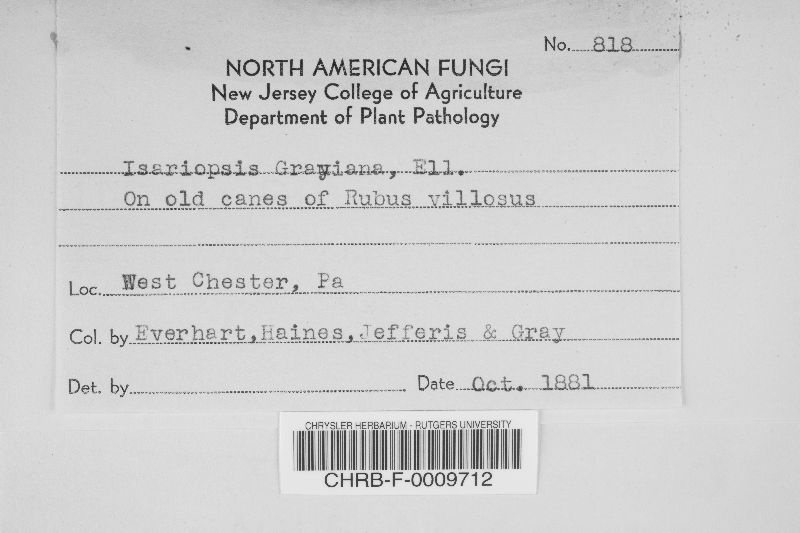 No. 818
NORTH AMERICAN FUNGI
New Jersey College of Agriculture
Department of Plant Pathology
Isariopsis Grayiana, Ell.
On old canes of Rubus villosus
Loc. West Chester, Pa
Col. by Everhart, Haines, Jefferis & Gray
Det. by Date Oct. 1881
CHRYSLER HERBARIUM - RUTGERS UNIVERSITY
CHRB-F-0009712